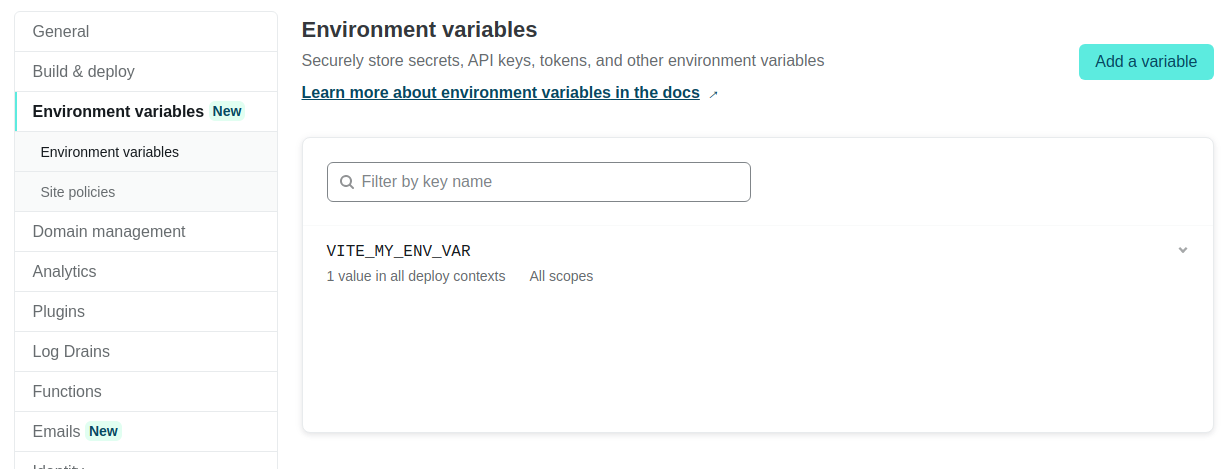 General
Build & deploy
Environment variables New
Environment variables
Site policies
Domain management
Analytics
Plugins
Log Drains
Functions
Emails New
Identity
Environment variables
Securely store secrets, API keys, tokens, and other environment variables
Learn more about environment variables in the docs ↗
Add a variable
Filter by key name
VITE_MY_ENV_VAR
1 value in all deploy contexts All scopes